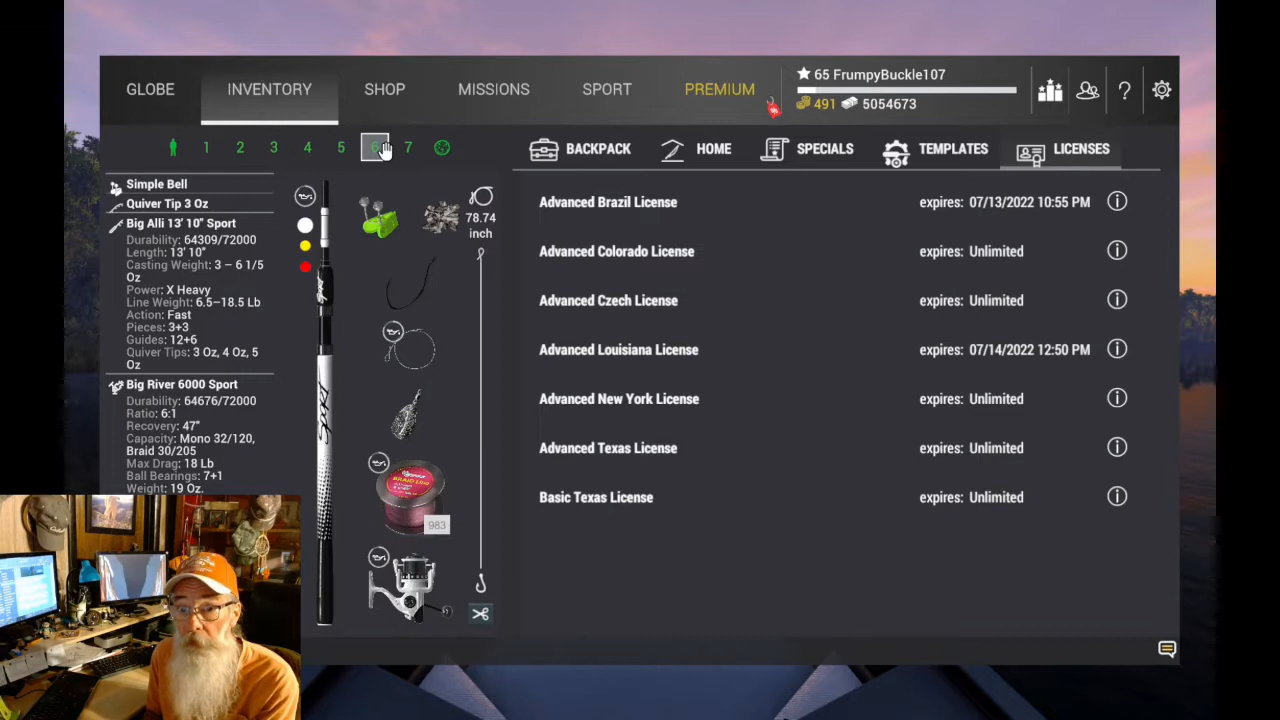 GLOBE
INVENTORY
SHOP
MISSIONS
SPORT
PREMIUM
65 FrumpyBuckle107
491 5054673
?
1 2 3 4 5 6 7
BACKPACK
HOME
SPECIALS
TEMPLATES
LICENSES
Simple Bell
Quiver Tip 3 Oz
Big Alli 13' 10" Sport
Durability: 64309/72000
Length: 13' 10"
Casting Weight: 3 – 6 1/5
Oz
Power: X Heavy
Line Weight: 6.5–18.5 Lb
Action: Fast
Pieces: 3+3
Guides: 12+6
Quiver Tips: 3 Oz, 4 Oz, 5
Oz
Big River 6000 Sport
Durability: 64676/72000
Ratio: 6:1
Recovery: 47"
Capacity: Mono 32/120,
Braid 30/205
Max Drag: 18 Lb
Ball Bearings: 7+1
Weight: 19 Oz.
78.74
inch
BRAID LINE
983
Advanced Brazil License expires: 07/13/2022 10:55 PM
Advanced Colorado License expires: Unlimited
Advanced Czech License expires: Unlimited
Advanced Louisiana License expires: 07/14/2022 12:50 PM
Advanced New York License expires: Unlimited
Advanced Texas License expires: Unlimited
Basic Texas License expires: Unlimited